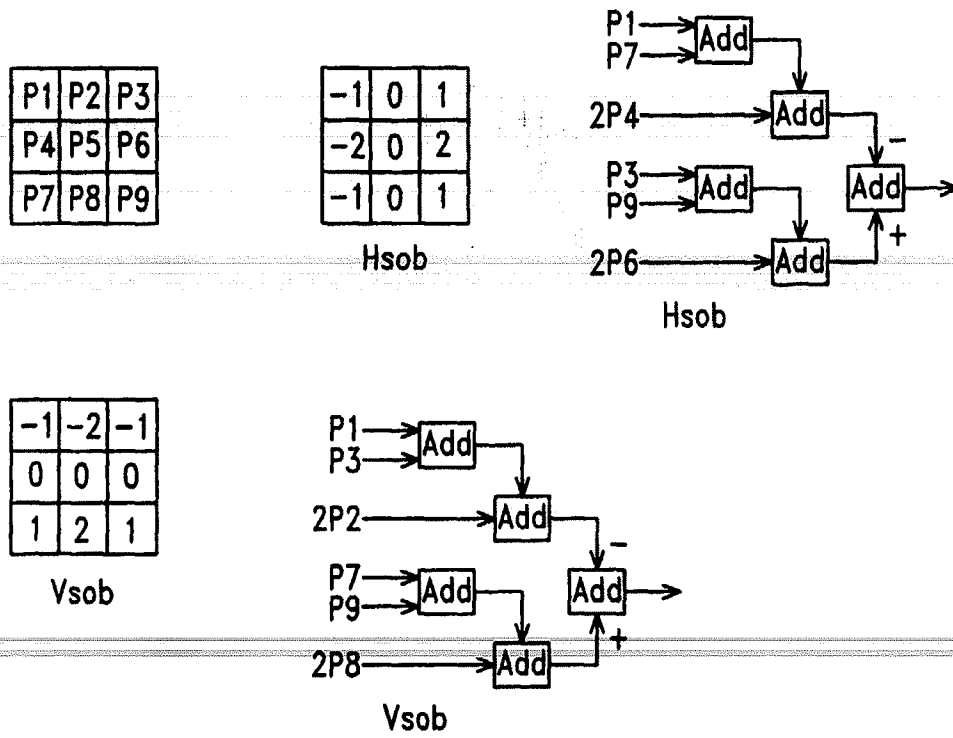 P1 P2 P3
P4 P5 P6
P7 P8 P9
-1 0 1
-2 0 2
-1 0 1
Hsob
P1
P7
Add
2P4
Add
-
P3
P9
Add
Add
+
2P6
Add
Hsob
-1 -2 -1
0 0 0
1 2 1
Vsob
P1
P3
Add
2P2
Add
-
P7
P9
Add
Add
+
2P8
Add
Vsob